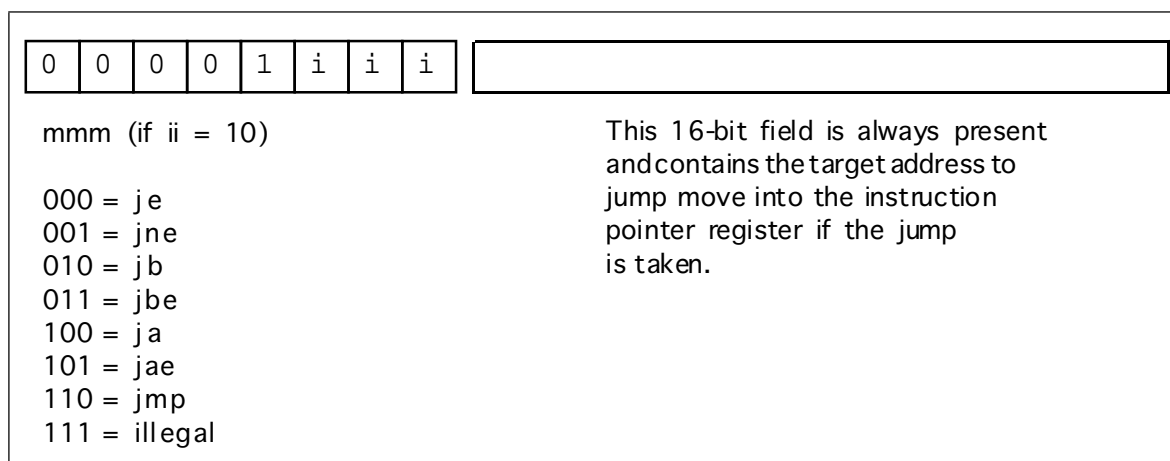 0 0 0 0 1 i i i
mmm (if ii = 10)
000 = je
001 = jne
010 = jb
011 = jbe
100 = ja
101 = jae
110 = jmp
111 = illegal
This 16-bit field is always present
and contains the target address to
jump move into the instruction
pointer register if the jump
is taken.